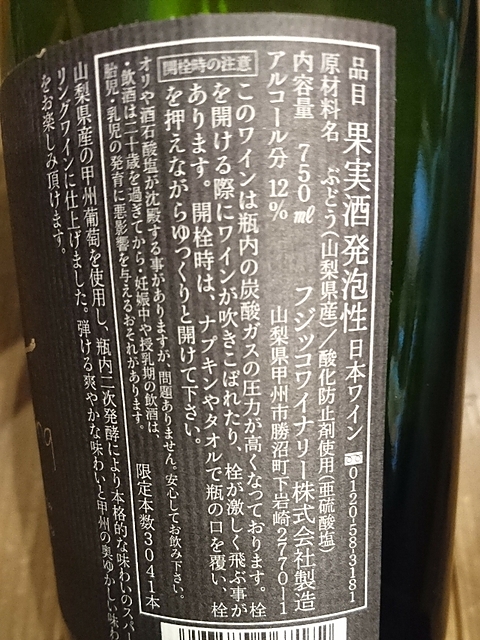 品目 果実酒 発泡性 日本ワイン 0120-58-3181
原材料名 ぶどう(山梨県産)/酸化防止剤使用(亜硫酸塩)
内容量 750㎖ フジッコワイナリー株式会社製造
アルコール分 12% 山梨県甲州市勝沼町下岩崎2770-1
開栓時の注意
このワインは瓶内の炭酸ガスの圧力が高くなっております。栓
を開ける際にワインが吹きこぼれたり、栓が激しく飛ぶ事が
あります。開栓時は、ナプキンやタオルで瓶の口を覆い、栓
を押えながらゆっくりと開けて下さい。
オリや酒石酸塩が沈殿する事がありますが、問題ありません。安心してお飲み下さい。
・飲酒は二十歳を過ぎてから・妊娠中や授乳期の飲酒は、
胎児・乳児の発育に悪影響を与えるおそれがあります。 限定本数3041本
山梨県産の甲州葡萄を使用し、瓶内二次発酵により本格的な味わいのスパー
リングワインに仕上げました。弾ける爽やかな味わいと甲州の奥ゆかしい味わ
をお楽しみ頂けます。